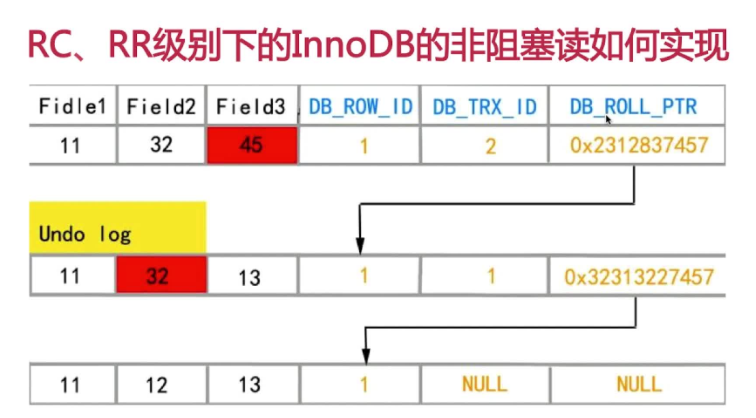 RC、RR级别下的InnoDB的非阻塞读如何实现
Fidle1 Field2 Field3 DB_ROW_ID DB_TRX_ID DB_ROLL_PTR
11 32 45 1 2 0x2312837457
Undo log
11 32 13 1 1 0x32313227457
11 12 13 1 NULL NULL